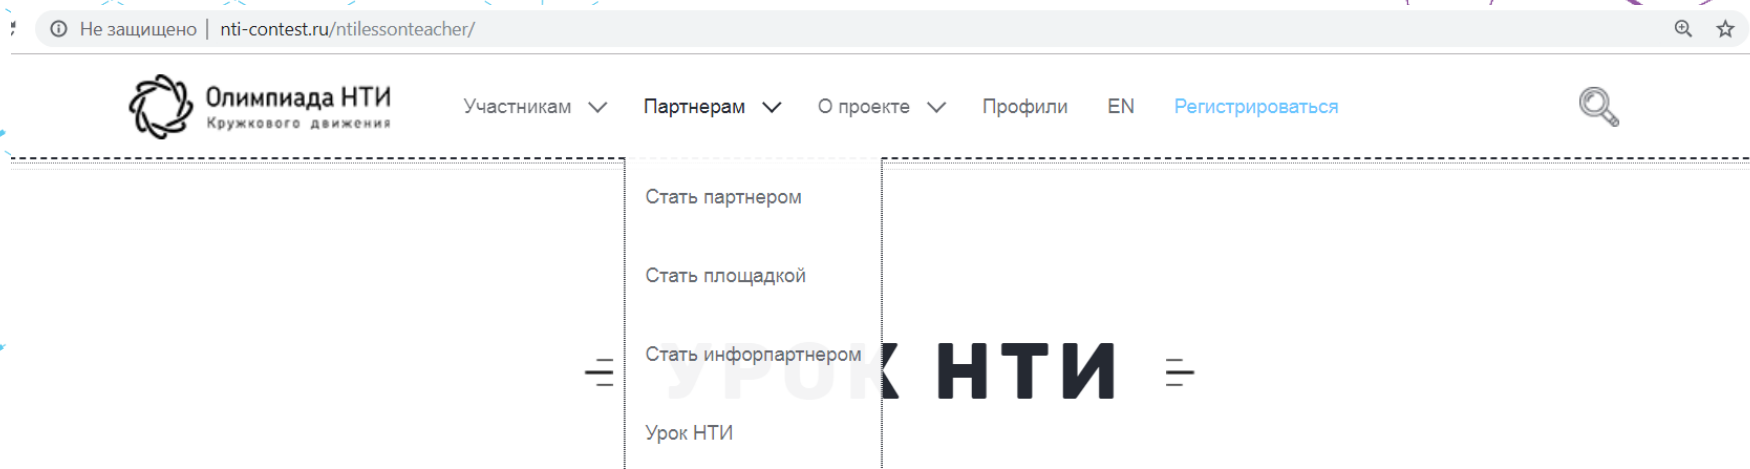 Не защищено | nti-contest.ru/ntilessonteacher/
Олимпиада НТИ
Кружкового движения
Участникам Партнерам О проекте Профили EN Регистрироваться
Стать партнером
Стать площадкой
Стать инфорпартнером
УРОК НТИ
Урок НТИ